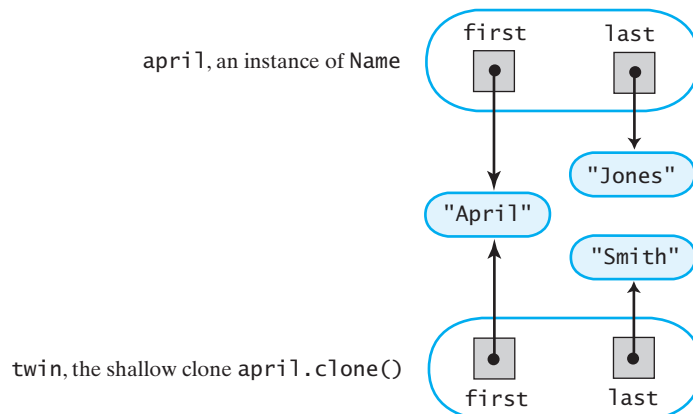 first last
april, an instance of Name
"Jones"
"April"
"Smith"
twin, the shallow clone april.clone()
first last